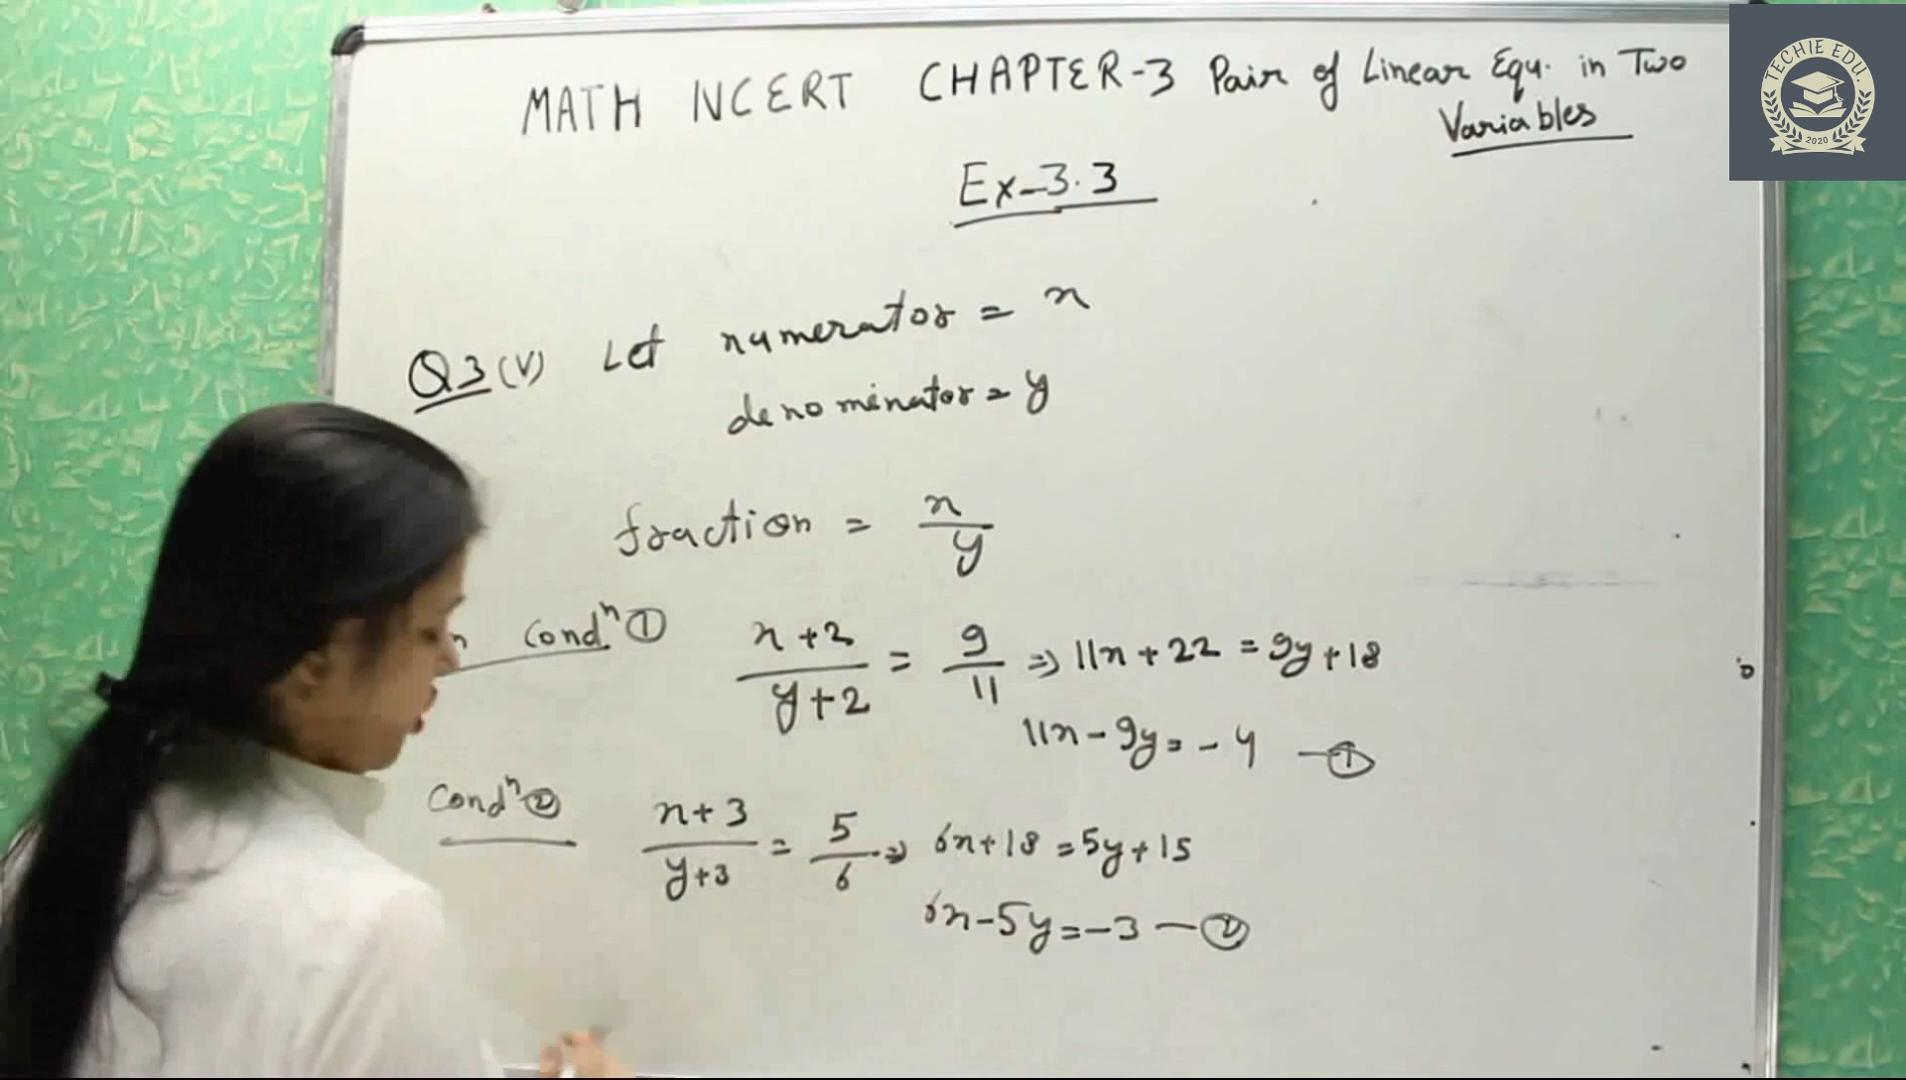 MATH NCERT CHAPTER-3 Pair of Linear Equ. in Two
Variables
Ex-3.3
Q3(V) Let numerator = x
denominator = y
fraction = x/y
Condⁿ ① x+2/y+2 = 9/11 ⇒ 11x + 22 = 9y + 18
11x - 9y = -4 — ①
Condⁿ ② x+3/y+3 = 5/6 ⇒ 6x + 18 = 5y + 15
6x - 5y = -3 — ②
TECHIE EDU.
2020